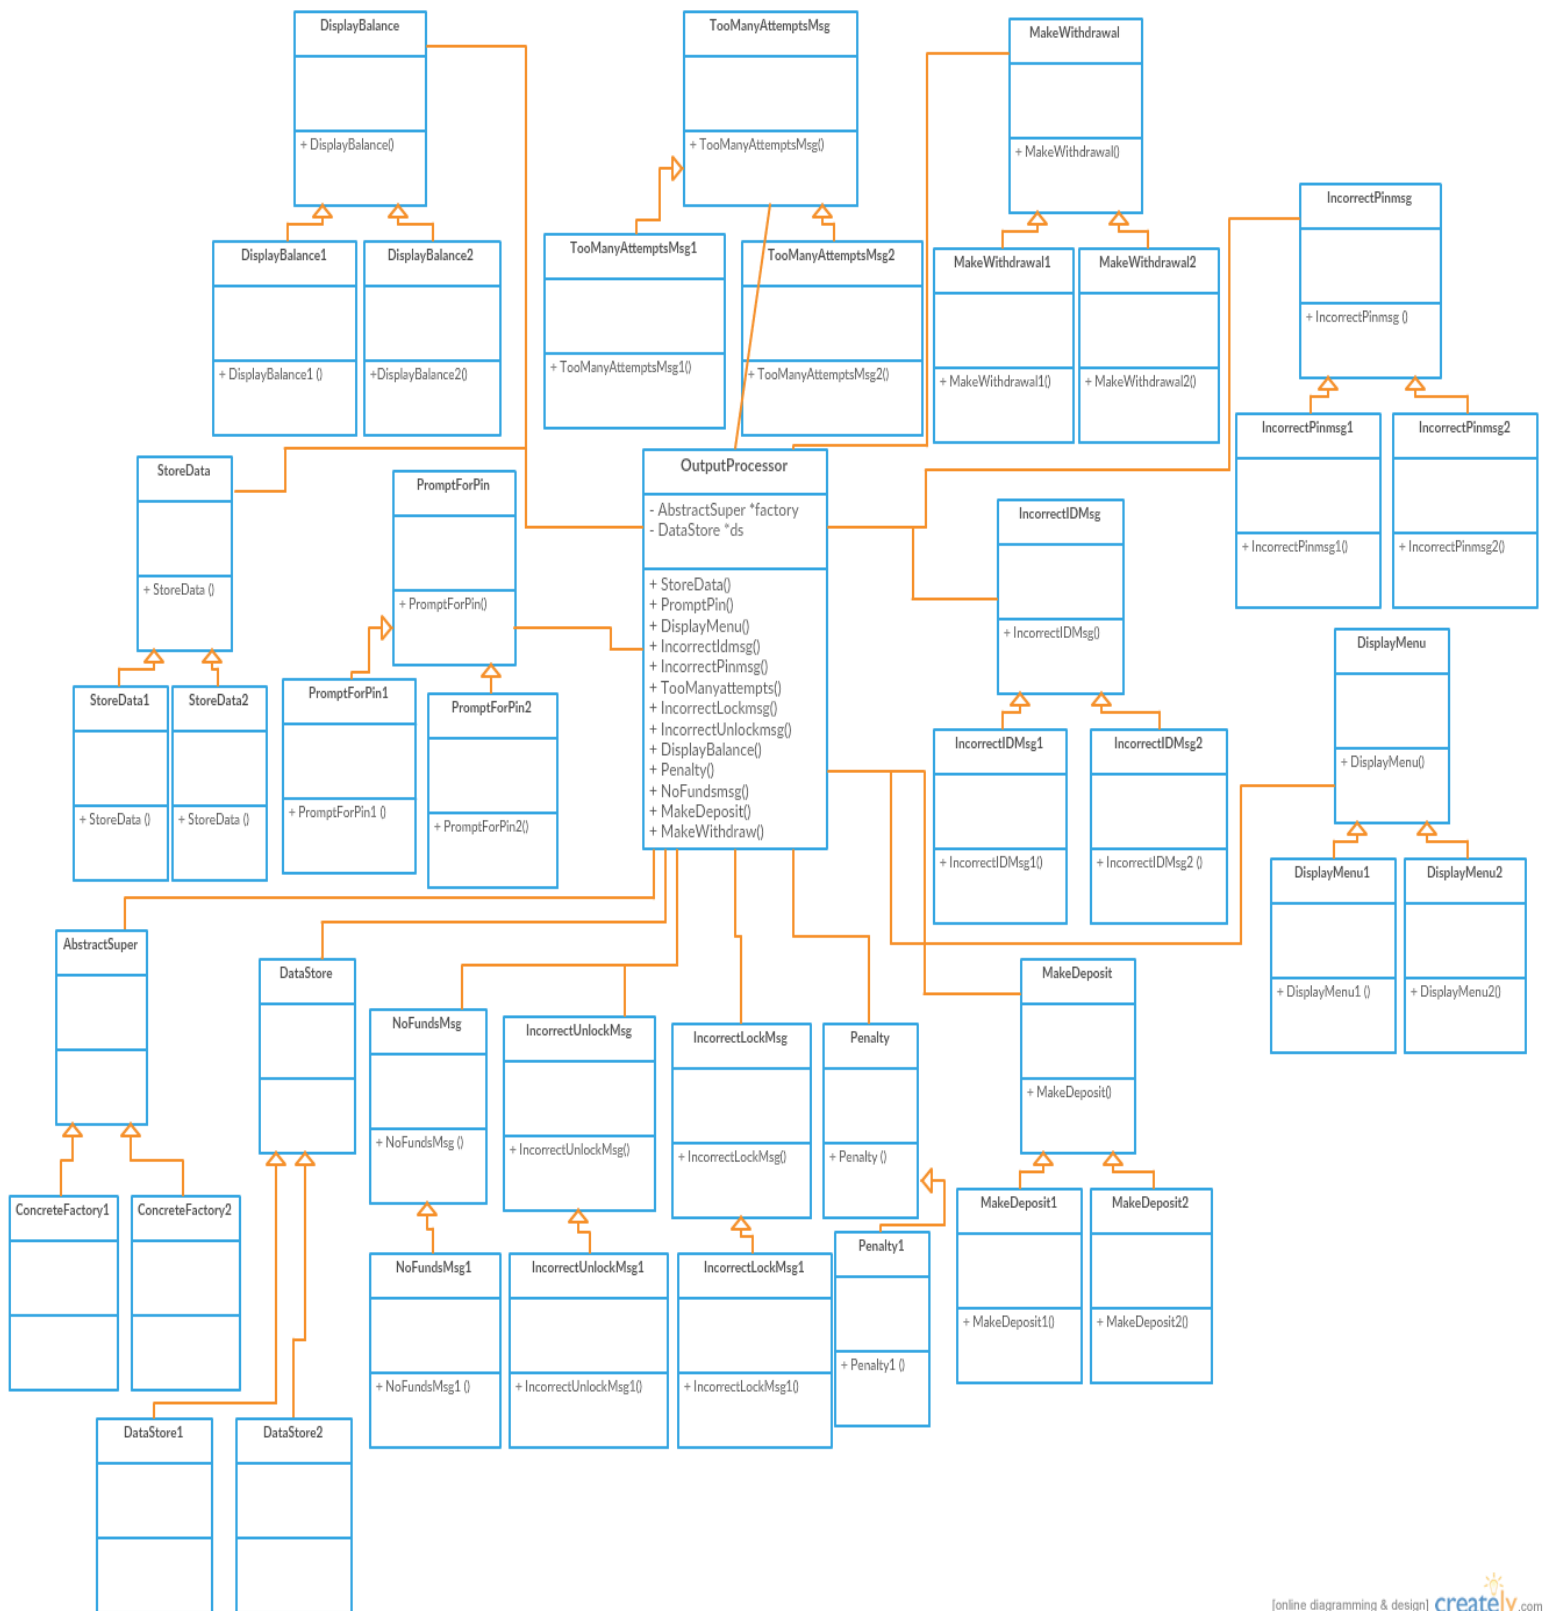 DisplayBalance
+ DisplayBalance()
TooManyAttemptsMsg
+ TooManyAttemptsMsg()
MakeWithdrawal
+ MakeWithdrawal()
IncorrectPinmsg
+ IncorrectPinmsg ()
DisplayBalance1
+ DisplayBalance1 ()
DisplayBalance2
+DisplayBalance2()
TooManyAttemptsMsg1
+ TooManyAttemptsMsg1()
TooManyAttemptsMsg2
+ TooManyAttemptsMsg2()
MakeWithdrawal1
+ MakeWithdrawal1()
MakeWithdrawal2
+ MakeWithdrawal2()
IncorrectPinmsg1
+ IncorrectPinmsg1()
IncorrectPinmsg2
+ IncorrectPinmsg2()
StoreData
+ StoreData ()
PromptForPin
+ PromptForPin()
OutputProcessor
- AbstractSuper *factory
- DataStore *ds
+ StoreData()
+ PromptPin()
+ DisplayMenu()
+ IncorrectIdmsg()
+ IncorrectPinmsg()
+ TooManyattempts()
+ IncorrectLockmsg()
+ IncorrectUnlockmsg()
+ DisplayBalance()
+ Penalty()
+ NoFundsmsg()
+ MakeDeposit()
+ MakeWithdraw()
IncorrectIDMsg
+ IncorrectIDMsg()
DisplayMenu
+ DisplayMenu()
StoreData1
+ StoreData ()
StoreData2
+ StoreData ()
PromptForPin1
+ PromptForPin1 ()
PromptForPin2
+ PromptForPin2()
IncorrectIDMsg1
+ IncorrectIDMsg1()
IncorrectIDMsg2
+ IncorrectIDMsg2 ()
DisplayMenu1
+ DisplayMenu1 ()
DisplayMenu2
+ DisplayMenu2()
AbstractSuper
DataStore
NoFundsMsg
+ NoFundsMsg ()
IncorrectUnlockMsg
+ IncorrectUnlockMsg()
IncorrectLockMsg
+ IncorrectLockMsg()
Penalty
+ Penalty ()
MakeDeposit
+ MakeDeposit()
ConcreteFactory1
ConcreteFactory2
NoFundsMsg1
+ NoFundsMsg1 ()
IncorrectUnlockMsg1
+ IncorrectUnlockMsg1()
IncorrectLockMsg1
+ IncorrectLockMsg1()
Penalty1
+ Penalty1 ()
MakeDeposit1
+ MakeDeposit1()
MakeDeposit2
+ MakeDeposit2()
DataStore1
DataStore2
[online diagramming & design] creately.com